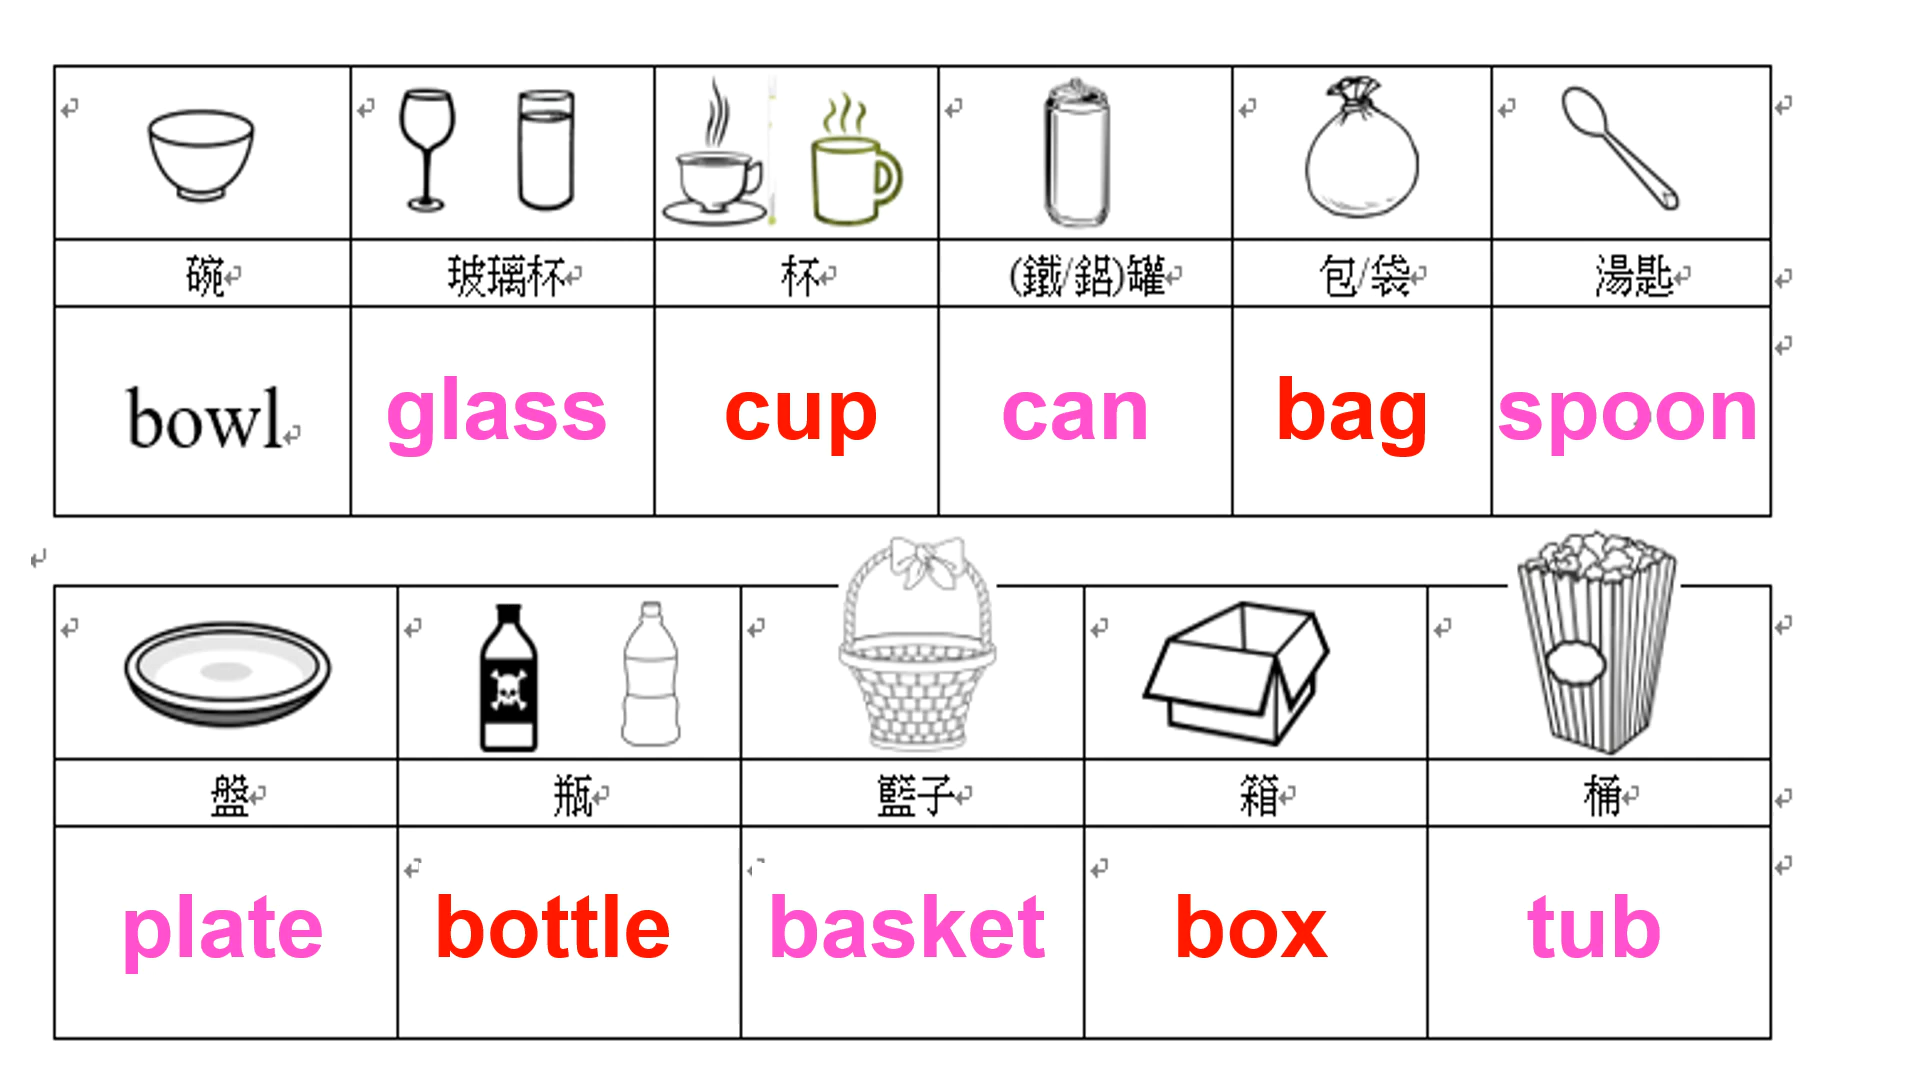 碗 玻璃杯 杯 (鐵/鋁)罐 包/袋 湯匙
bowl glass cup can bag spoon
盤 瓶 籃子 箱 桶
plate bottle basket box tub